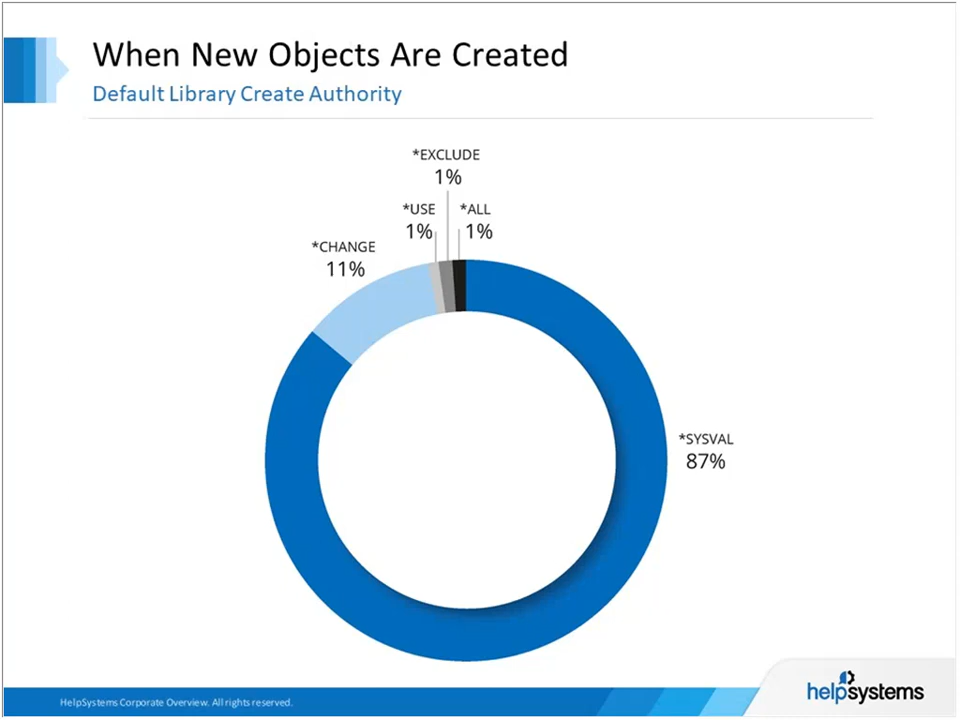 When New Objects Are Created
Default Library Create Authority
*EXCLUDE
1%
*USE
1%
*ALL
1%
*CHANGE
11%
*SYSVAL
87%
HelpSystems Corporate Overview. All rights reserved.
helpsystems